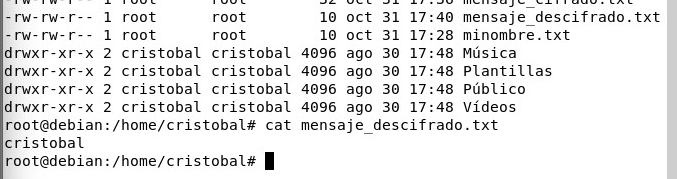 -rw-rw-r-- 1 root      root        32 oct 31 17:36 mensaje_cifrado.txt
-rw-rw-r-- 1 root      root        10 oct 31 17:40 mensaje_descifrado.txt
-rw-rw-r-- 1 root      root        10 oct 31 17:28 minombre.txt
drwxr-xr-x 2 cristobal cristobal 4096 ago 30 17:48 Música
drwxr-xr-x 2 cristobal cristobal 4096 ago 30 17:48 Plantillas
drwxr-xr-x 2 cristobal cristobal 4096 ago 30 17:48 Público
drwxr-xr-x 2 cristobal cristobal 4096 ago 30 17:48 Vídeos
root@debian:/home/cristobal# cat mensaje_descifrado.txt
cristobal
root@debian:/home/cristobal#